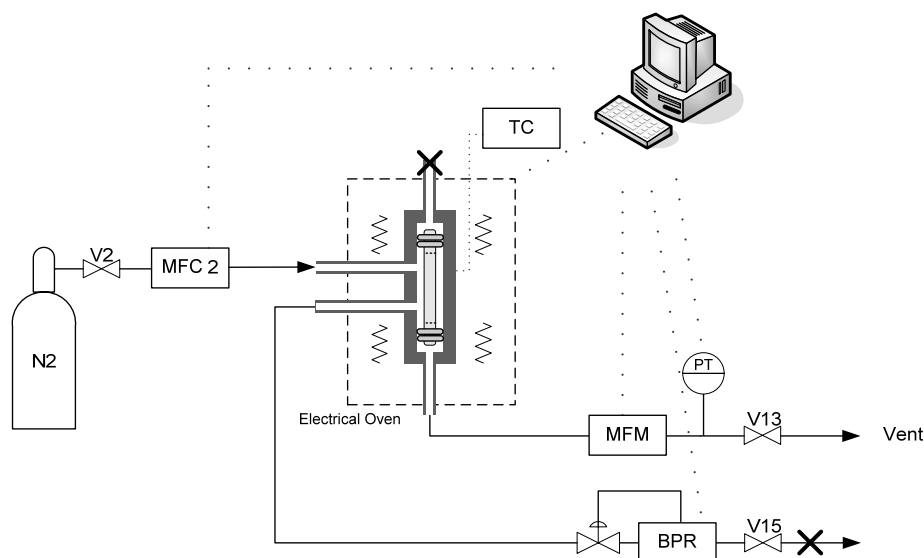 TC
V2
MFC 2
N2
Electrical Oven
PT
MFM
V13
Vent
BPR
V15